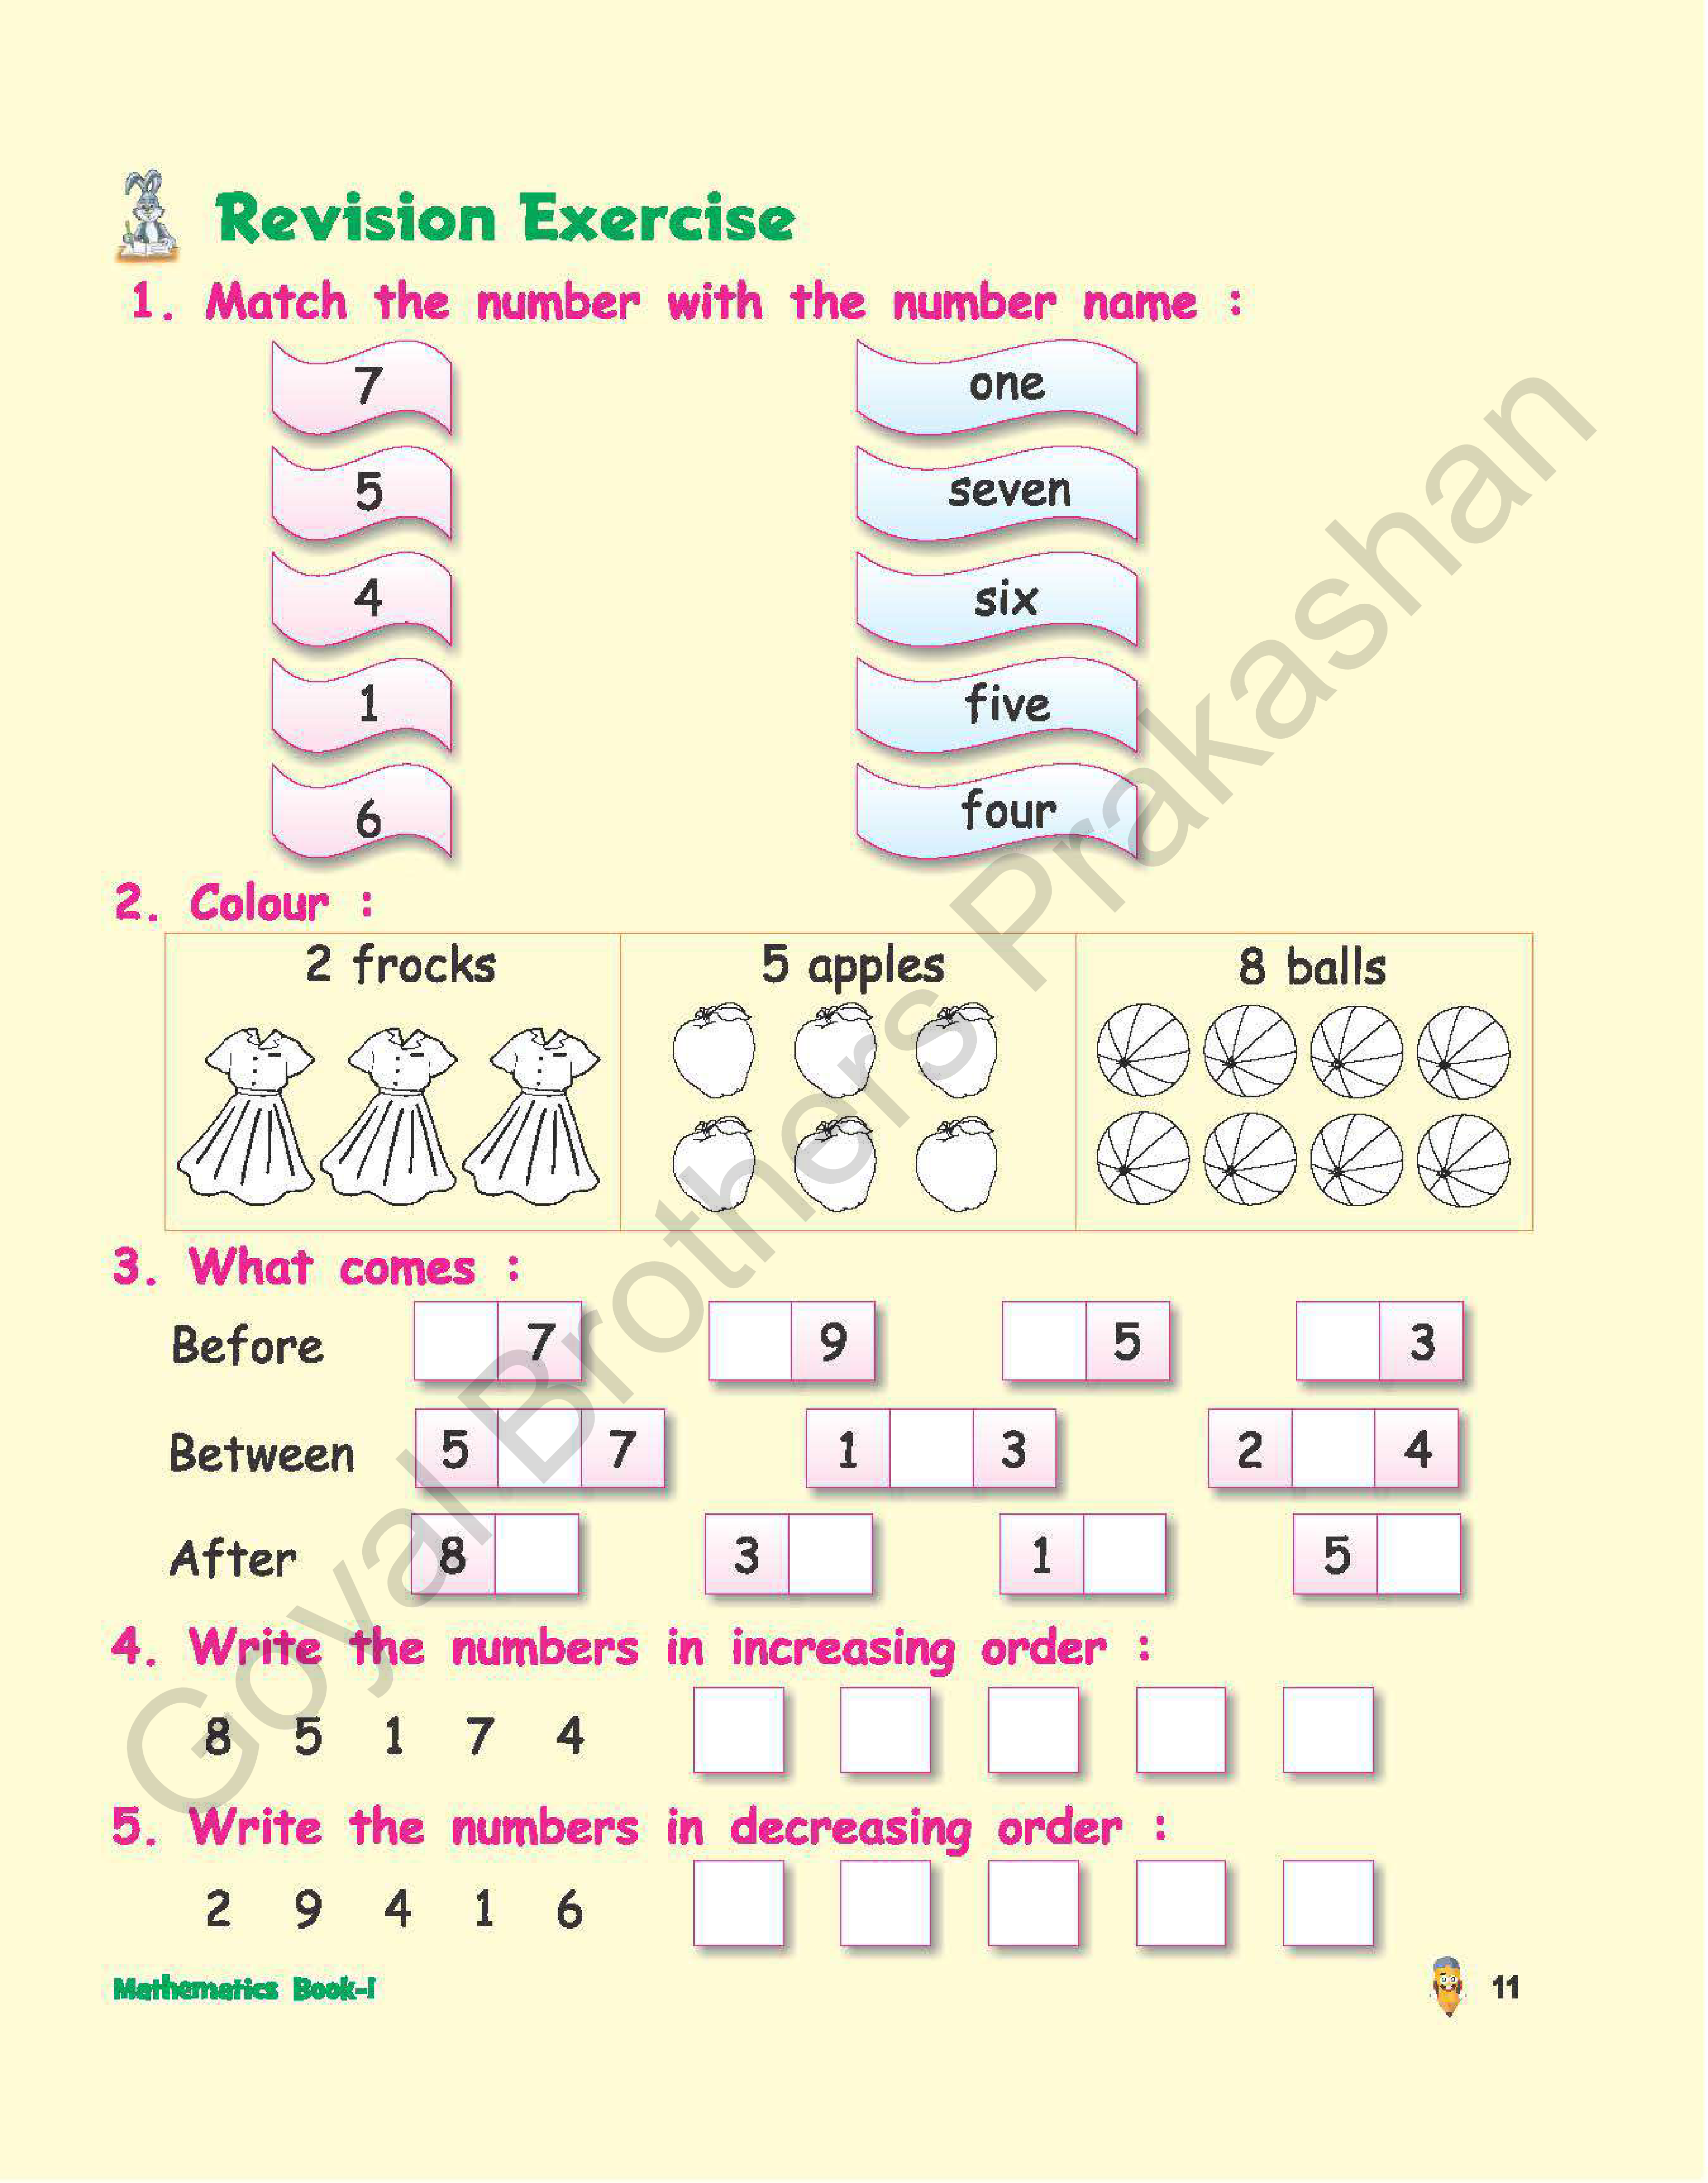 Revision Exercise
1. Match the number with the number name :
7 one
5 seven
4 six
1 five
6 four
2. Colour :
2 frocks 5 apples 8 balls
3. What comes :
Before 7 9 5 3
Between 5 7 1 3 2 4
After 8 3 1 5
4. Write the numbers in increasing order :
8 5 1 7 4
5. Write the numbers in decreasing order :
2 9 4 1 6
Mathematics Book-I 11
Goyal Brothers Prakashan